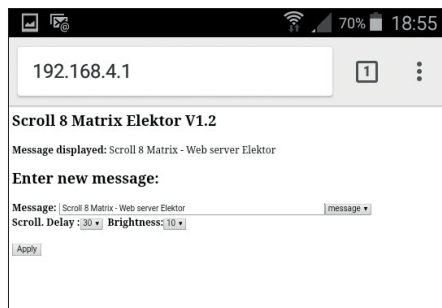 70% 18:55
192.168.4.1 1
Scroll 8 Matrix Elektor V1.2
Message displayed: Scroll 8 Matrix - Web server Elektor
Enter new message:
Message: Scroll 8 Matrix - Web server Elektor message
Scroll. Delay : 30 Brightness: 10
Apply